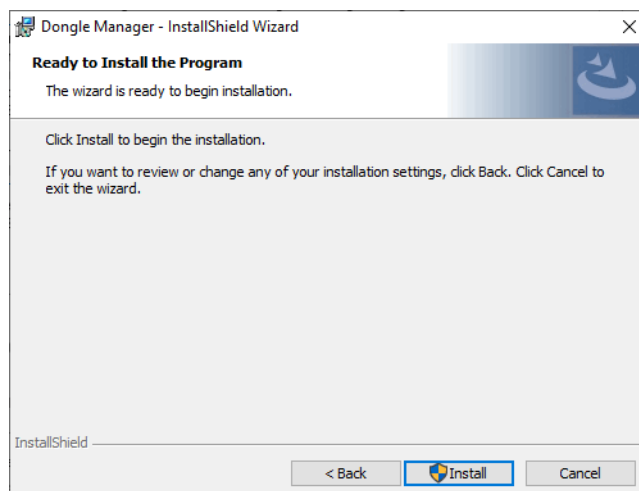 Dongle Manager - InstallShield Wizard
Ready to Install the Program
The wizard is ready to begin installation.
Click Install to begin the installation.
If you want to review or change any of your installation settings, click Back. Click Cancel to
exit the wizard.
InstallShield
< Back
Install
Cancel